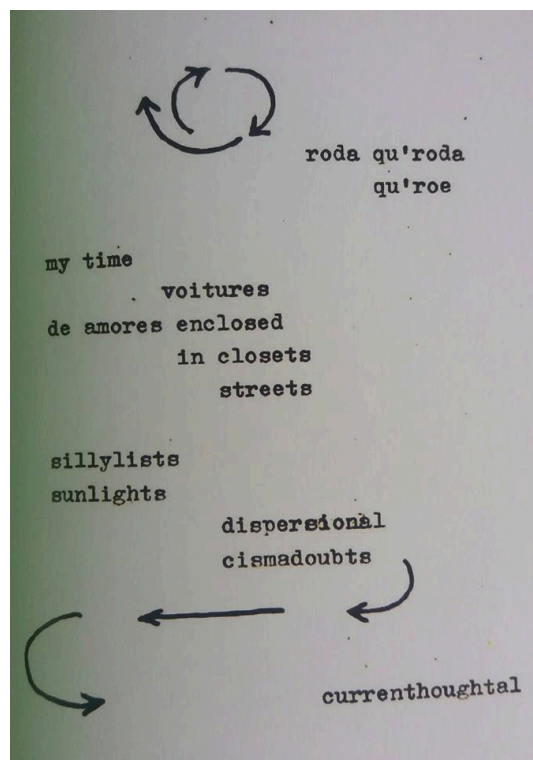 roda qu'roda
qu'roe
my time
voitures
de amores enclosed
in closets
streets
sillylists
sunlights
dispersional
cismadoubts
currenthoughtal